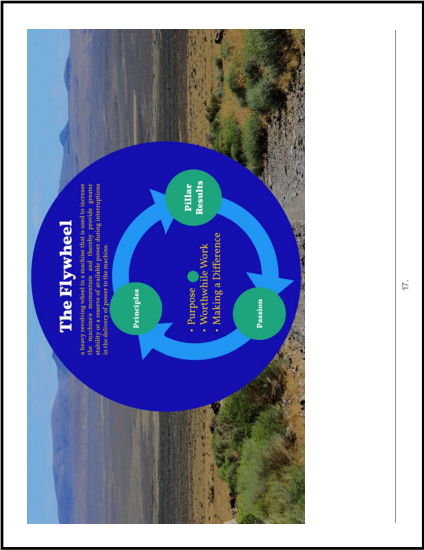 The Flywheel
a heavy revolving wheel in a machine that is used to increase
the machine's momentum and thereby provide greater
stability or a reserve of available power during interruptions
in the delivery of power to the machine.
Pillar
Results
Principles
• Purpose
• Worthwhile Work
• Making a Difference
Passion
17.